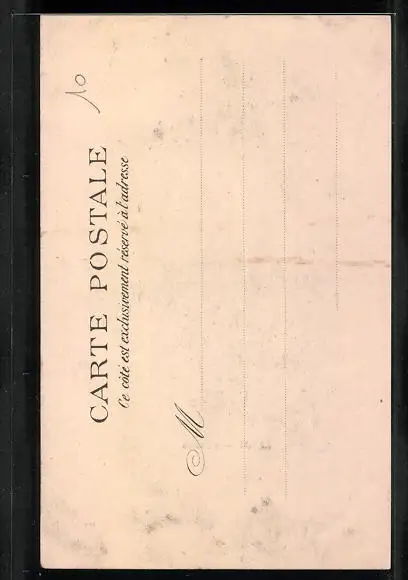 10
CARTE POSTALE
Ce côté est exclusivement réservé à l'adresse
M